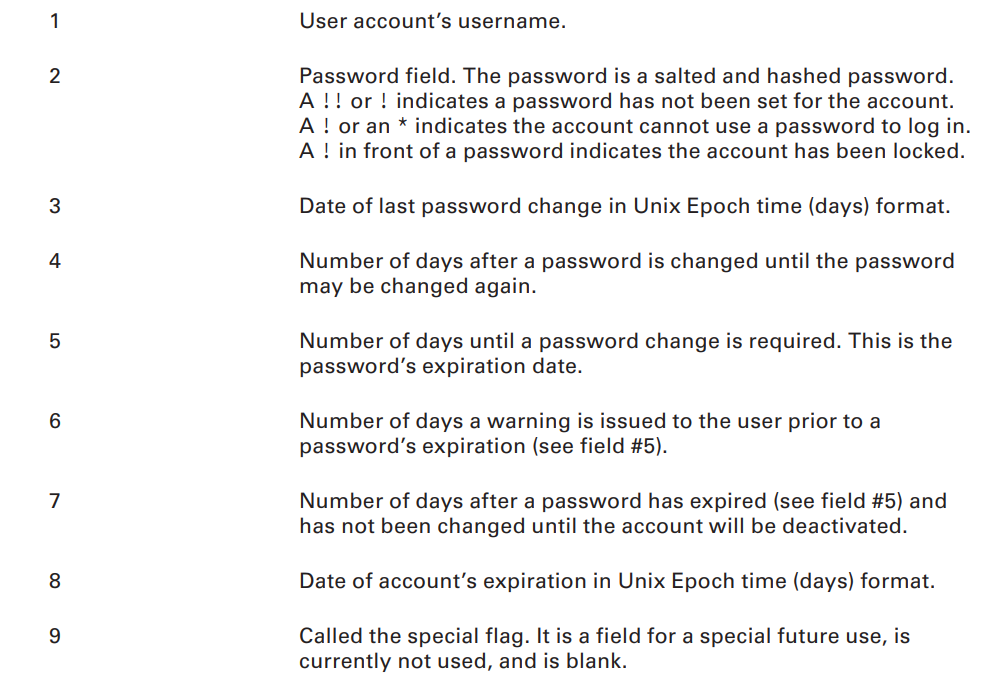 1 User account’s username.
2 Password field. The password is a salted and hashed password.
A !! or ! indicates a password has not been set for the account.
A ! or an * indicates the account cannot use a password to log in.
A ! in front of a password indicates the account has been locked.
3 Date of last password change in Unix Epoch time (days) format.
4 Number of days after a password is changed until the password
may be changed again.
5 Number of days until a password change is required. This is the
password’s expiration date.
6 Number of days a warning is issued to the user prior to a
password’s expiration (see field #5).
7 Number of days after a password has expired (see field #5) and
has not been changed until the account will be deactivated.
8 Date of account’s expiration in Unix Epoch time (days) format.
9 Called the special flag. It is a field for a special future use, is
currently not used, and is blank.